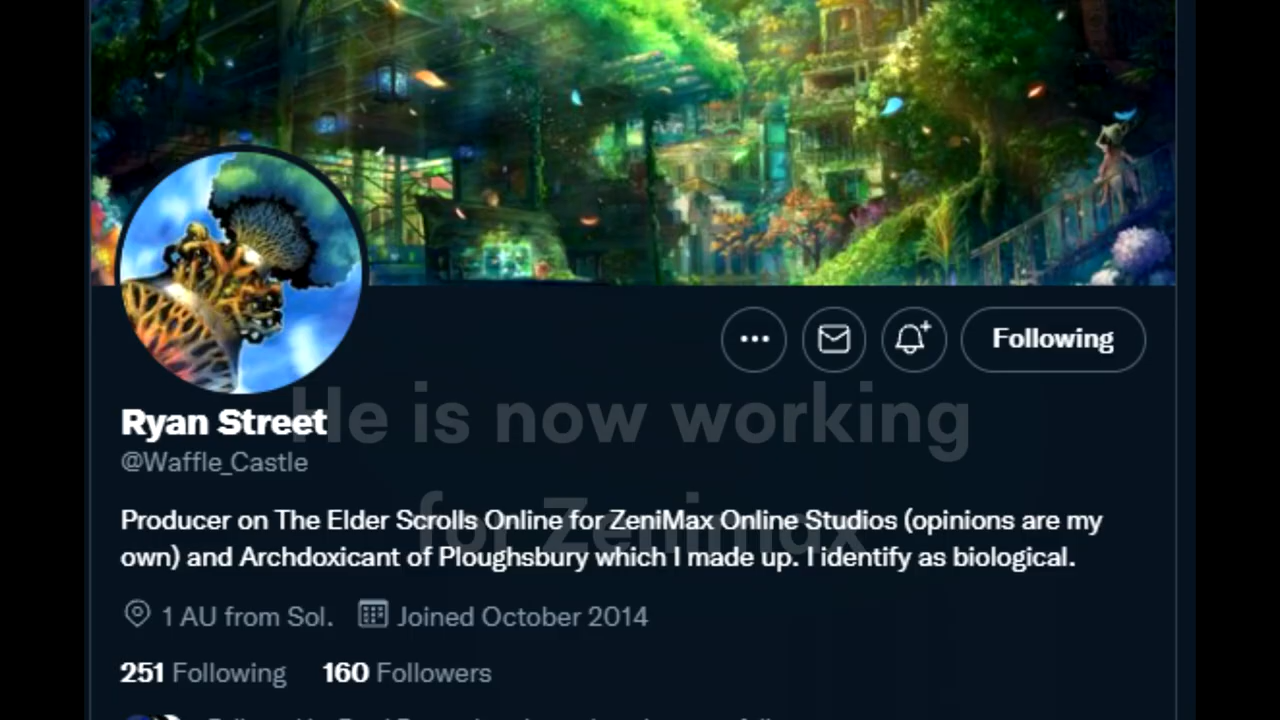 Following
He is now working
Ryan Street
@Waffle_Castle
for Zenimax
Producer on The Elder Scrolls Online for ZeniMax Online Studios (opinions are my
own) and Archdoxicant of Ploughsbury which I made up. I identify as biological.
1 AU from Sol. Joined October 2014
251 Following 160 Followers